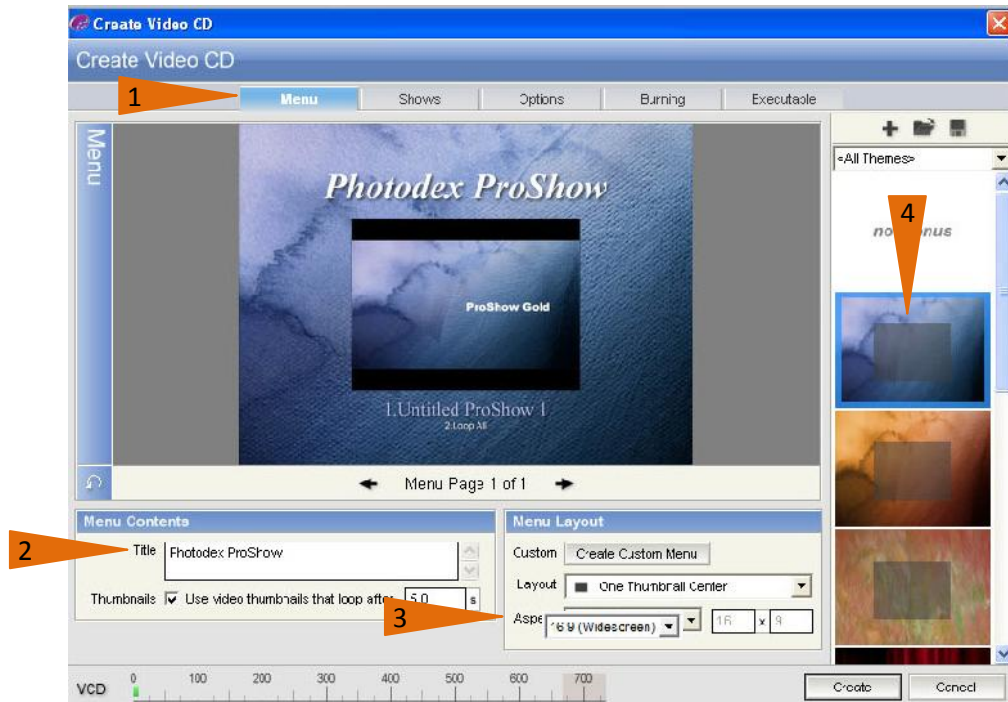 Create Video CD
Create Video CD
1
Menu
Shows
Options
Burning
Executable
Menu
<All Themes>
Photodex ProShow
ProShow Gold
1.Untitled ProShow 1
2.Loop All
4
no
nus
Menu Page 1 of 1
Menu Contents
2
Title
Photodex ProShow
Thumbnails
Use video thumbnails that loop after
5.0
s
Menu Layout
Custom
Create Custom Menu
Layout
One Thumbnail Center
3
Aspe
16:9 (Widescreen)
16 x 9
VCD
0 100 200 300 400 500 600 700
Create
Cancel